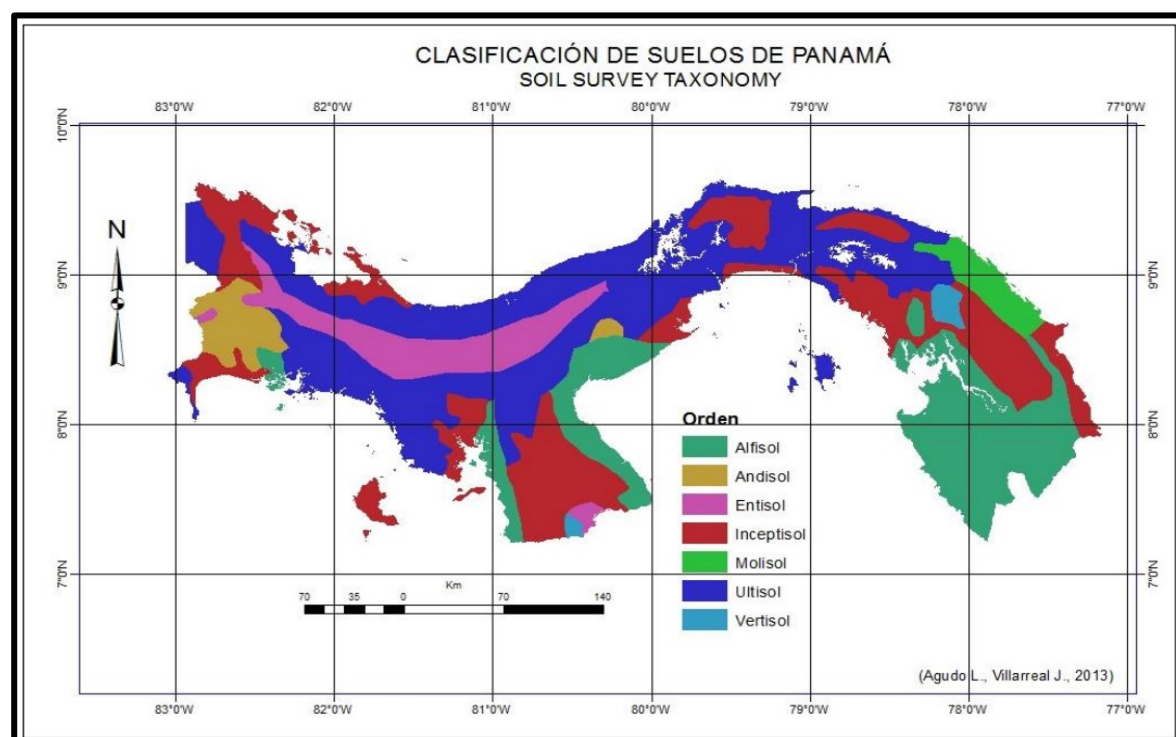 CLASIFICACIÓN DE SUELOS DE PANAMÁ
SOIL SURVEY TAXONOMY
83°0'W 82°0'W 81°0'W 80°0'W 79°0'W 78°0'W 77°0'W
10°0'N 10°0'N
N
9°0'N 9°0'N
8°0'N 8°0'N
7°0'N 7°0'N
Orden
Alfisol
Andisol
Entisol
Inceptisol
Molisol
Ultisol
Vertisol
Km
70 35 0 70 140
(Agudo L., Villarreal J., 2013)
83°0'W 82°0'W 81°0'W 80°0'W 79°0'W 78°0'W 77°0'W